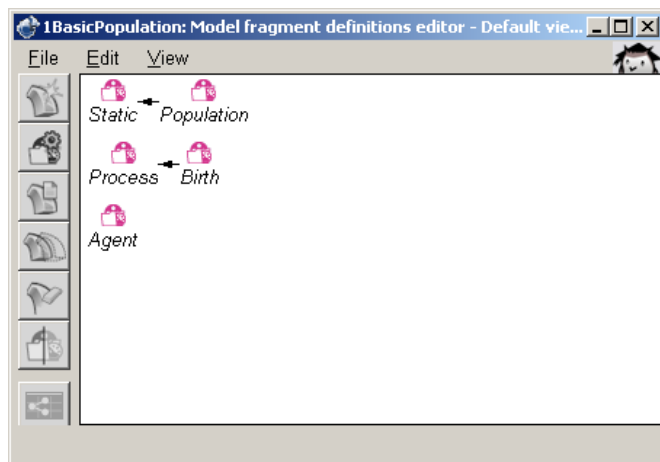 1BasicPopulation: Model fragment definitions editor - Default vie...
File Edit View
Static Population
Process Birth
Agent